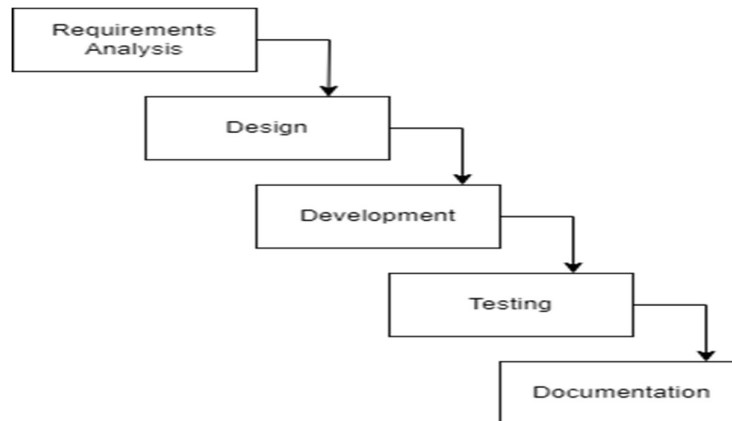 Requirements
Analysis
Design
Development
Testing
Documentation